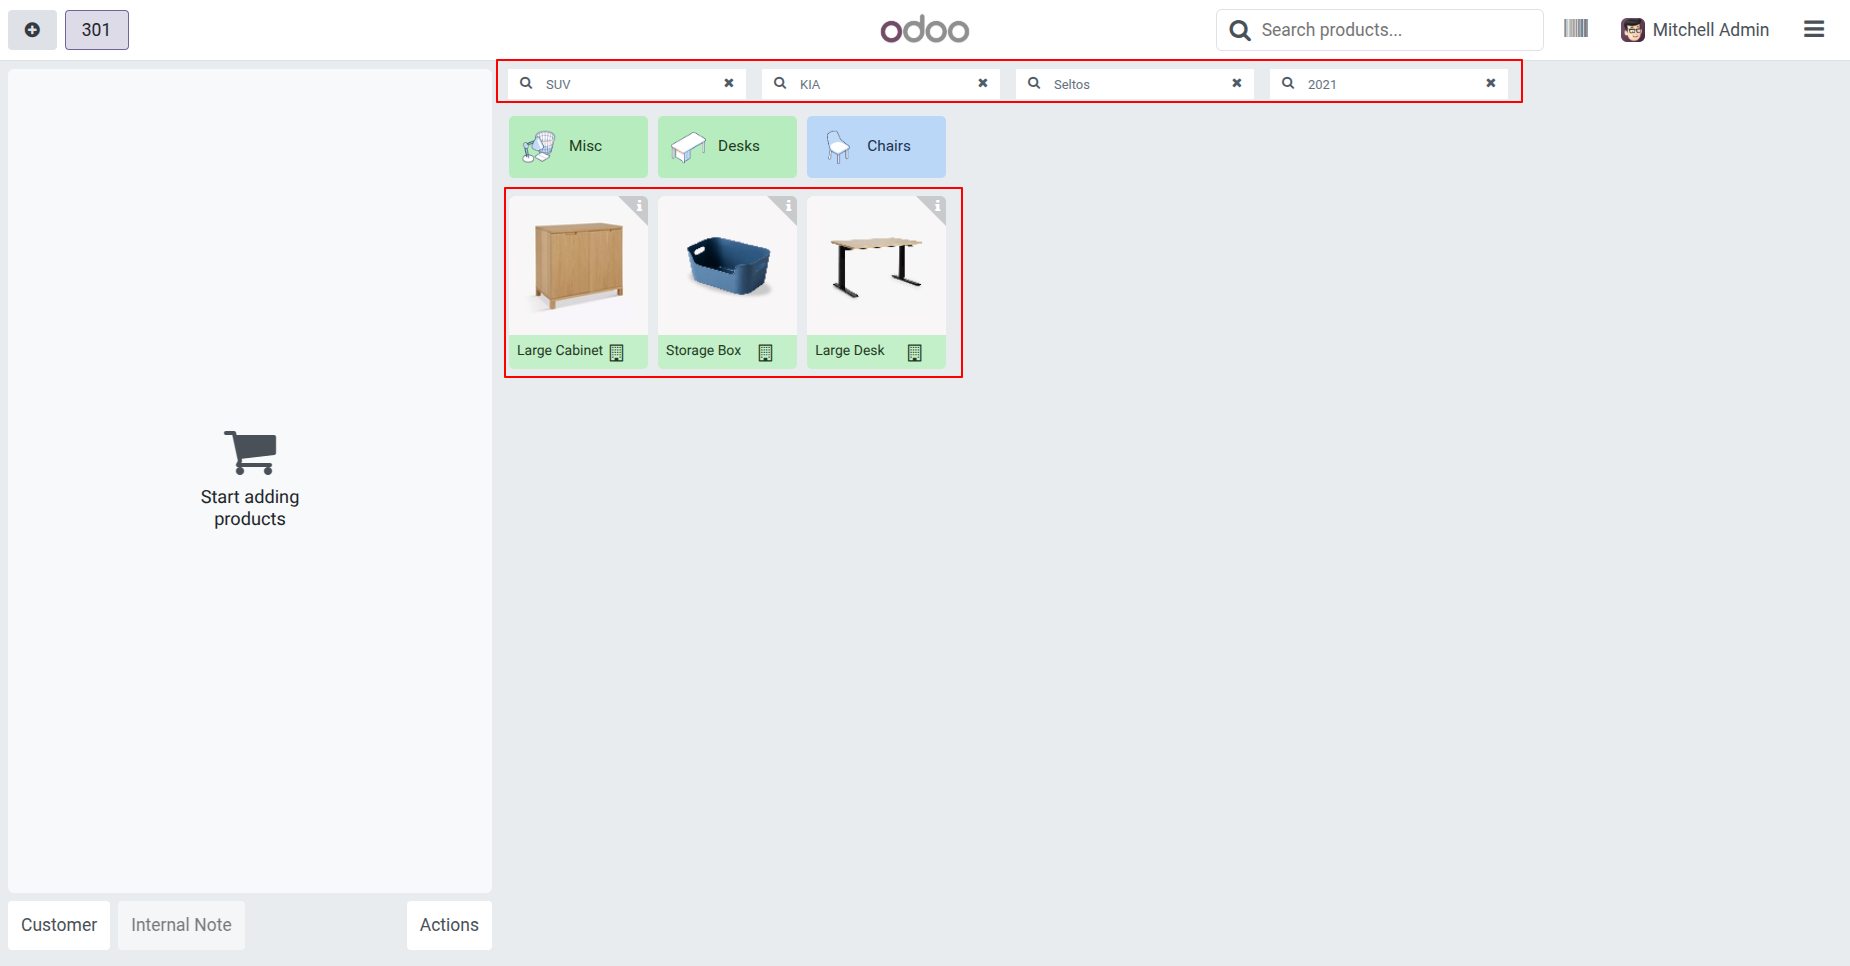 301
odoo
Search products...
Mitchell Admin
SUV
KIA
Seltos
2021
Misc
Desks
Chairs
Large Cabinet
Storage Box
Large Desk
Start adding
products
Customer
Internal Note
Actions